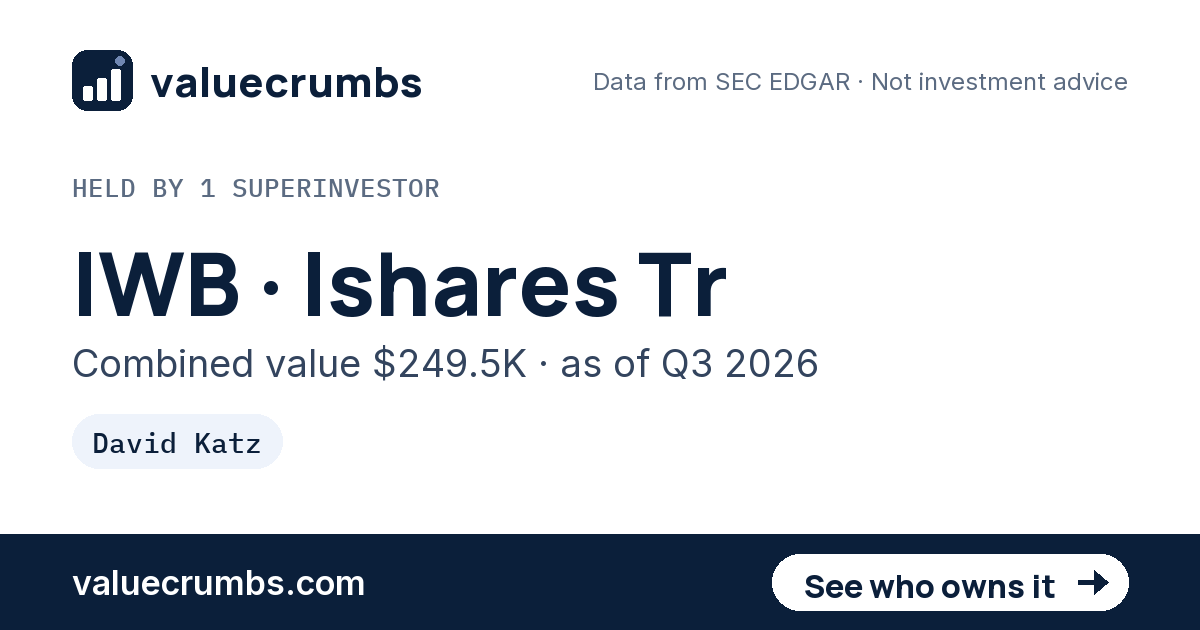 valuecrumbs
Data from SEC EDGAR · Not investment advice
HELD BY 1 SUPERINVESTOR
IWB · Ishares Tr
Combined value $249.5K · as of Q3 2026
David Katz
valuecrumbs.com
See who owns it →